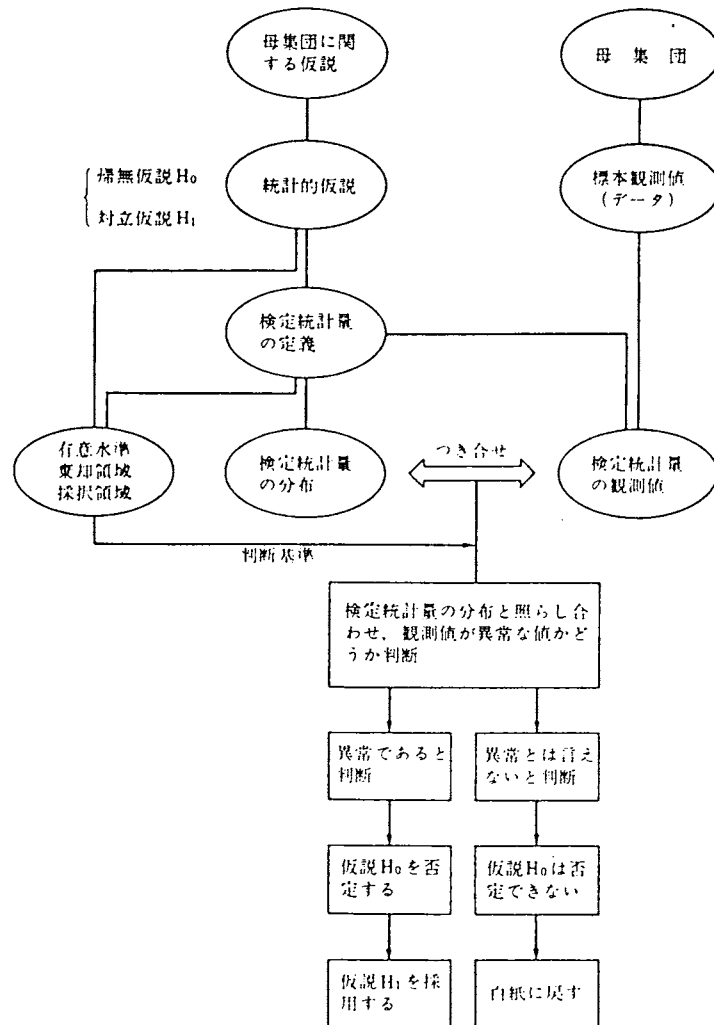 母集団に関
する仮説
母集団
帰無仮説H₀
対立仮説H₁
統計的仮説
標本観測値
(データ)
検定統計量
の定義
有意水準
棄却領域
採択領域
検定統計量
の分布
つき合せ
検定統計量
の観測値
判断基準
検定統計量の分布と照らし合
わせ、観測値が異常な値かど
うか判断
異常であると
判断
異常とは言え
ないと判断
仮説H₀を否
定する
仮説H₀は否
定できない
仮説H₁を採
用する
白紙に戻す